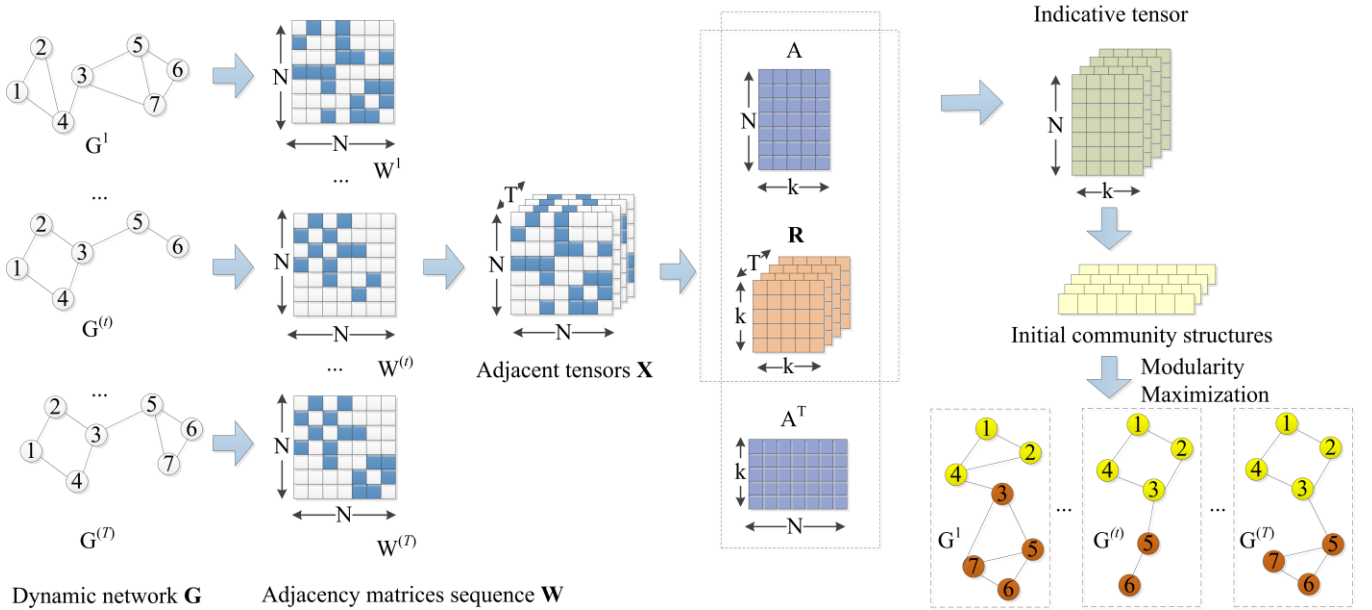 2
1
4
3
5
6
7
G¹
...
2
1
4
3
5
6
G⁽ᵗ⁾
...
2
1
4
3
5
6
7
G⁽ᵀ⁾
Dynamic network G
N
N
W¹
...
N
N
W⁽ᵗ⁾
...
N
N
W⁽ᵀ⁾
Adjacency matrices sequence W
T
N
N
Adjacent tensors X
A
N
k
R
T
k
k
Aᵀ
k
N
Indicative tensor
N
k
Initial community structures
Modularity
Maximization
1
2
4
3
5
7
6
G¹
...
1
2
4
3
5
6
G⁽ᵗ⁾
...
1
2
4
3
5
7
6
G⁽ᵀ⁾